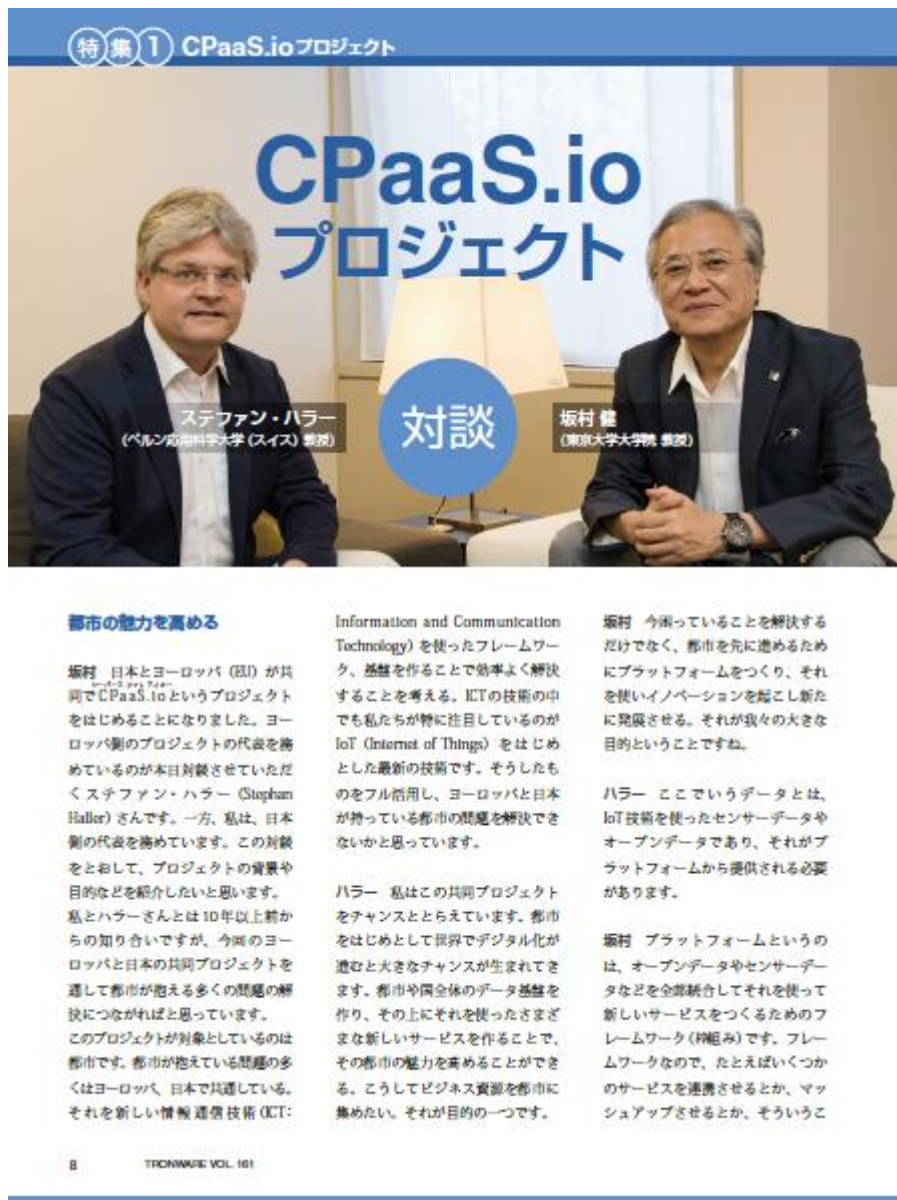 特集1 CPaaS.ioプロジェクト
CPaaS.io
プロジェクト
ステファン・ハラー
(ベルン応用科学大学(スイス)教授)
対談
坂村 健
(東京大学大学院 教授)
都市の魅力を高める
坂村 日本とヨーロッパ(EU)が共
同でCPaaS.ioというプロジェクト
をはじめることになりました。ヨー
ロッパ側のプロジェクトの代表を務
めているのが本日対談させていただ
くステファン・ハラー(Stephan
Haller)さんです。一方、私は、日本
側の代表を務めています。この対談
をとおして、プロジェクトの背景や
目的などを紹介したいと思います。
私とハラーさんとは10年以上前か
らの知り合いですが、今回のヨー
ロッパと日本の共同プロジェクトを
通して都市が抱える多くの問題の解
決につながればと思っています。
このプロジェクトが対象としているのは
都市です。都市が抱えている問題の多
くはヨーロッパ、日本で共通している。
それを新しい情報通信技術(ICT:
Information and Communication
Technology)を使ったフレームワー
ク、基盤を作ることで効率よく解決
することを考える。ICTの技術の中
でも私たちが特に注目しているのが
IoT(Internet of Things)をはじめ
とした最新の技術です。そうしたも
のをフル活用し、ヨーロッパと日本
が持っている都市の問題を解決でき
ないかと思っています。
ハラー 私はこの共同プロジェクト
をチャンスととらえています。都市
をはじめとして世界でデジタル化が
進むと大きなチャンスが生まれてき
ます。都市や国全体のデータ基盤を
作り、その上にそれを使ったさまざ
まな新しいサービスを作ることで、
その都市の魅力を高めることができ
る。こうしてビジネス資源を都市に
集めたい。それが目的の一つです。
坂村 今困っていることを解決する
だけでなく、都市を先に進めるため
にプラットフォームをつくり、それ
を使いイノベーションを起こし新た
に発展させる。それが我々の大きな
目的ということですね。
ハラー ここでいうデータとは、
IoT技術を使ったセンサーデータや
オープンデータであり、それがプ
ラットフォームから提供される必要
があります。
坂村 プラットフォームというの
は、オープンデータやセンサーデー
タなどを全部統合してそれを使って
新しいサービスをつくるためのフ
レームワーク(枠組み)です。フレー
ムワークなので、たとえばいくつか
のサービスを連携させるとか、マッ
シュアップさせるとか、そういうこ
8 TRONWARE VOL. 161